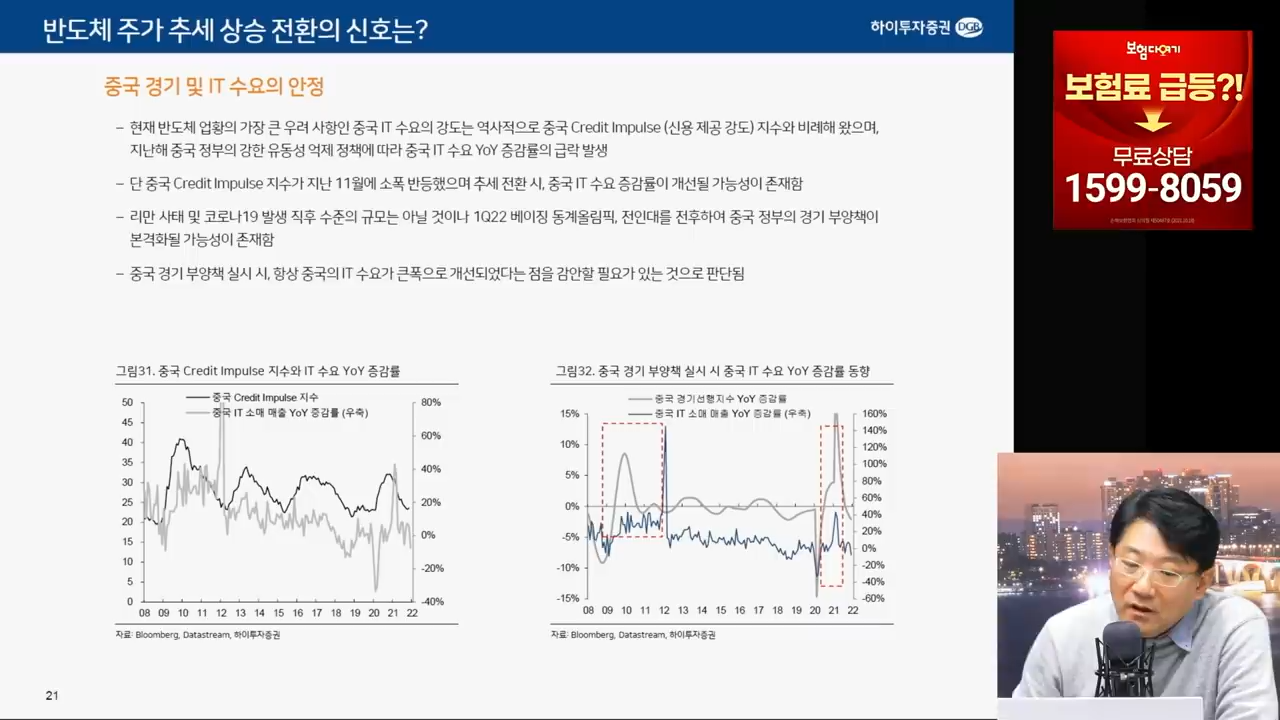 반도체 주가 추세 상승 전환의 신호는?
하이투자증권 DGB
중국 경기 및 IT 수요의 안정
– 현재 반도체 업황의 가장 큰 우려 사항인 중국 IT 수요의 강도는 역사적으로 중국 Credit Impulse (신용 제공 강도) 지수와 비례해 왔으며,
지난해 중국 정부의 강한 유동성 억제 정책에 따라 중국 IT 수요 YoY 증감률의 급락 발생
– 단 중국 Credit Impulse 지수가 지난 11월에 소폭 반등했으며 추세 전환 시, 중국 IT 수요 증감률이 개선될 가능성이 존재함
– 리만 사태 및 코로나19 발생 직후 수준의 규모는 아닐 것이나 1Q22 베이징 동계올림픽, 전인대를 전후하여 중국 정부의 경기 부양책이
본격화될 가능성이 존재함
– 중국 경기 부양책 실시 시, 항상 중국의 IT 수요가 큰폭으로 개선되었다는 점을 감안할 필요가 있는 것으로 판단됨
그림31. 중국 Credit Impulse 지수와 IT 수요 YoY 증감률
중국 Credit Impulse 지수
중국 IT 소매 매출 YoY 증감률 (우축)
50
45
40
35
30
25
20
15
10
5
0
80%
60%
40%
20%
0%
-20%
-40%
08 09 10 11 12 13 14 15 16 17 18 19 20 21 22
자료: Bloomberg, Datastream, 하이투자증권
그림32. 중국 경기 부양책 실시 시 중국 IT 수요 YoY 증감률 동향
중국 경기선행지수 YoY 증감률
중국 IT 소매 매출 YoY 증감률 (우축)
15%
10%
5%
0%
-5%
-10%
-15%
160%
140%
120%
100%
80%
60%
40%
20%
0%
-20%
-40%
-60%
08 09 10 11 12 13 14 15 16 17 18 19 20 21 22
자료: Bloomberg, Datastream, 하이투자증권
21
보험다모여기
보험료 급등?!
무료상담
1599-8059